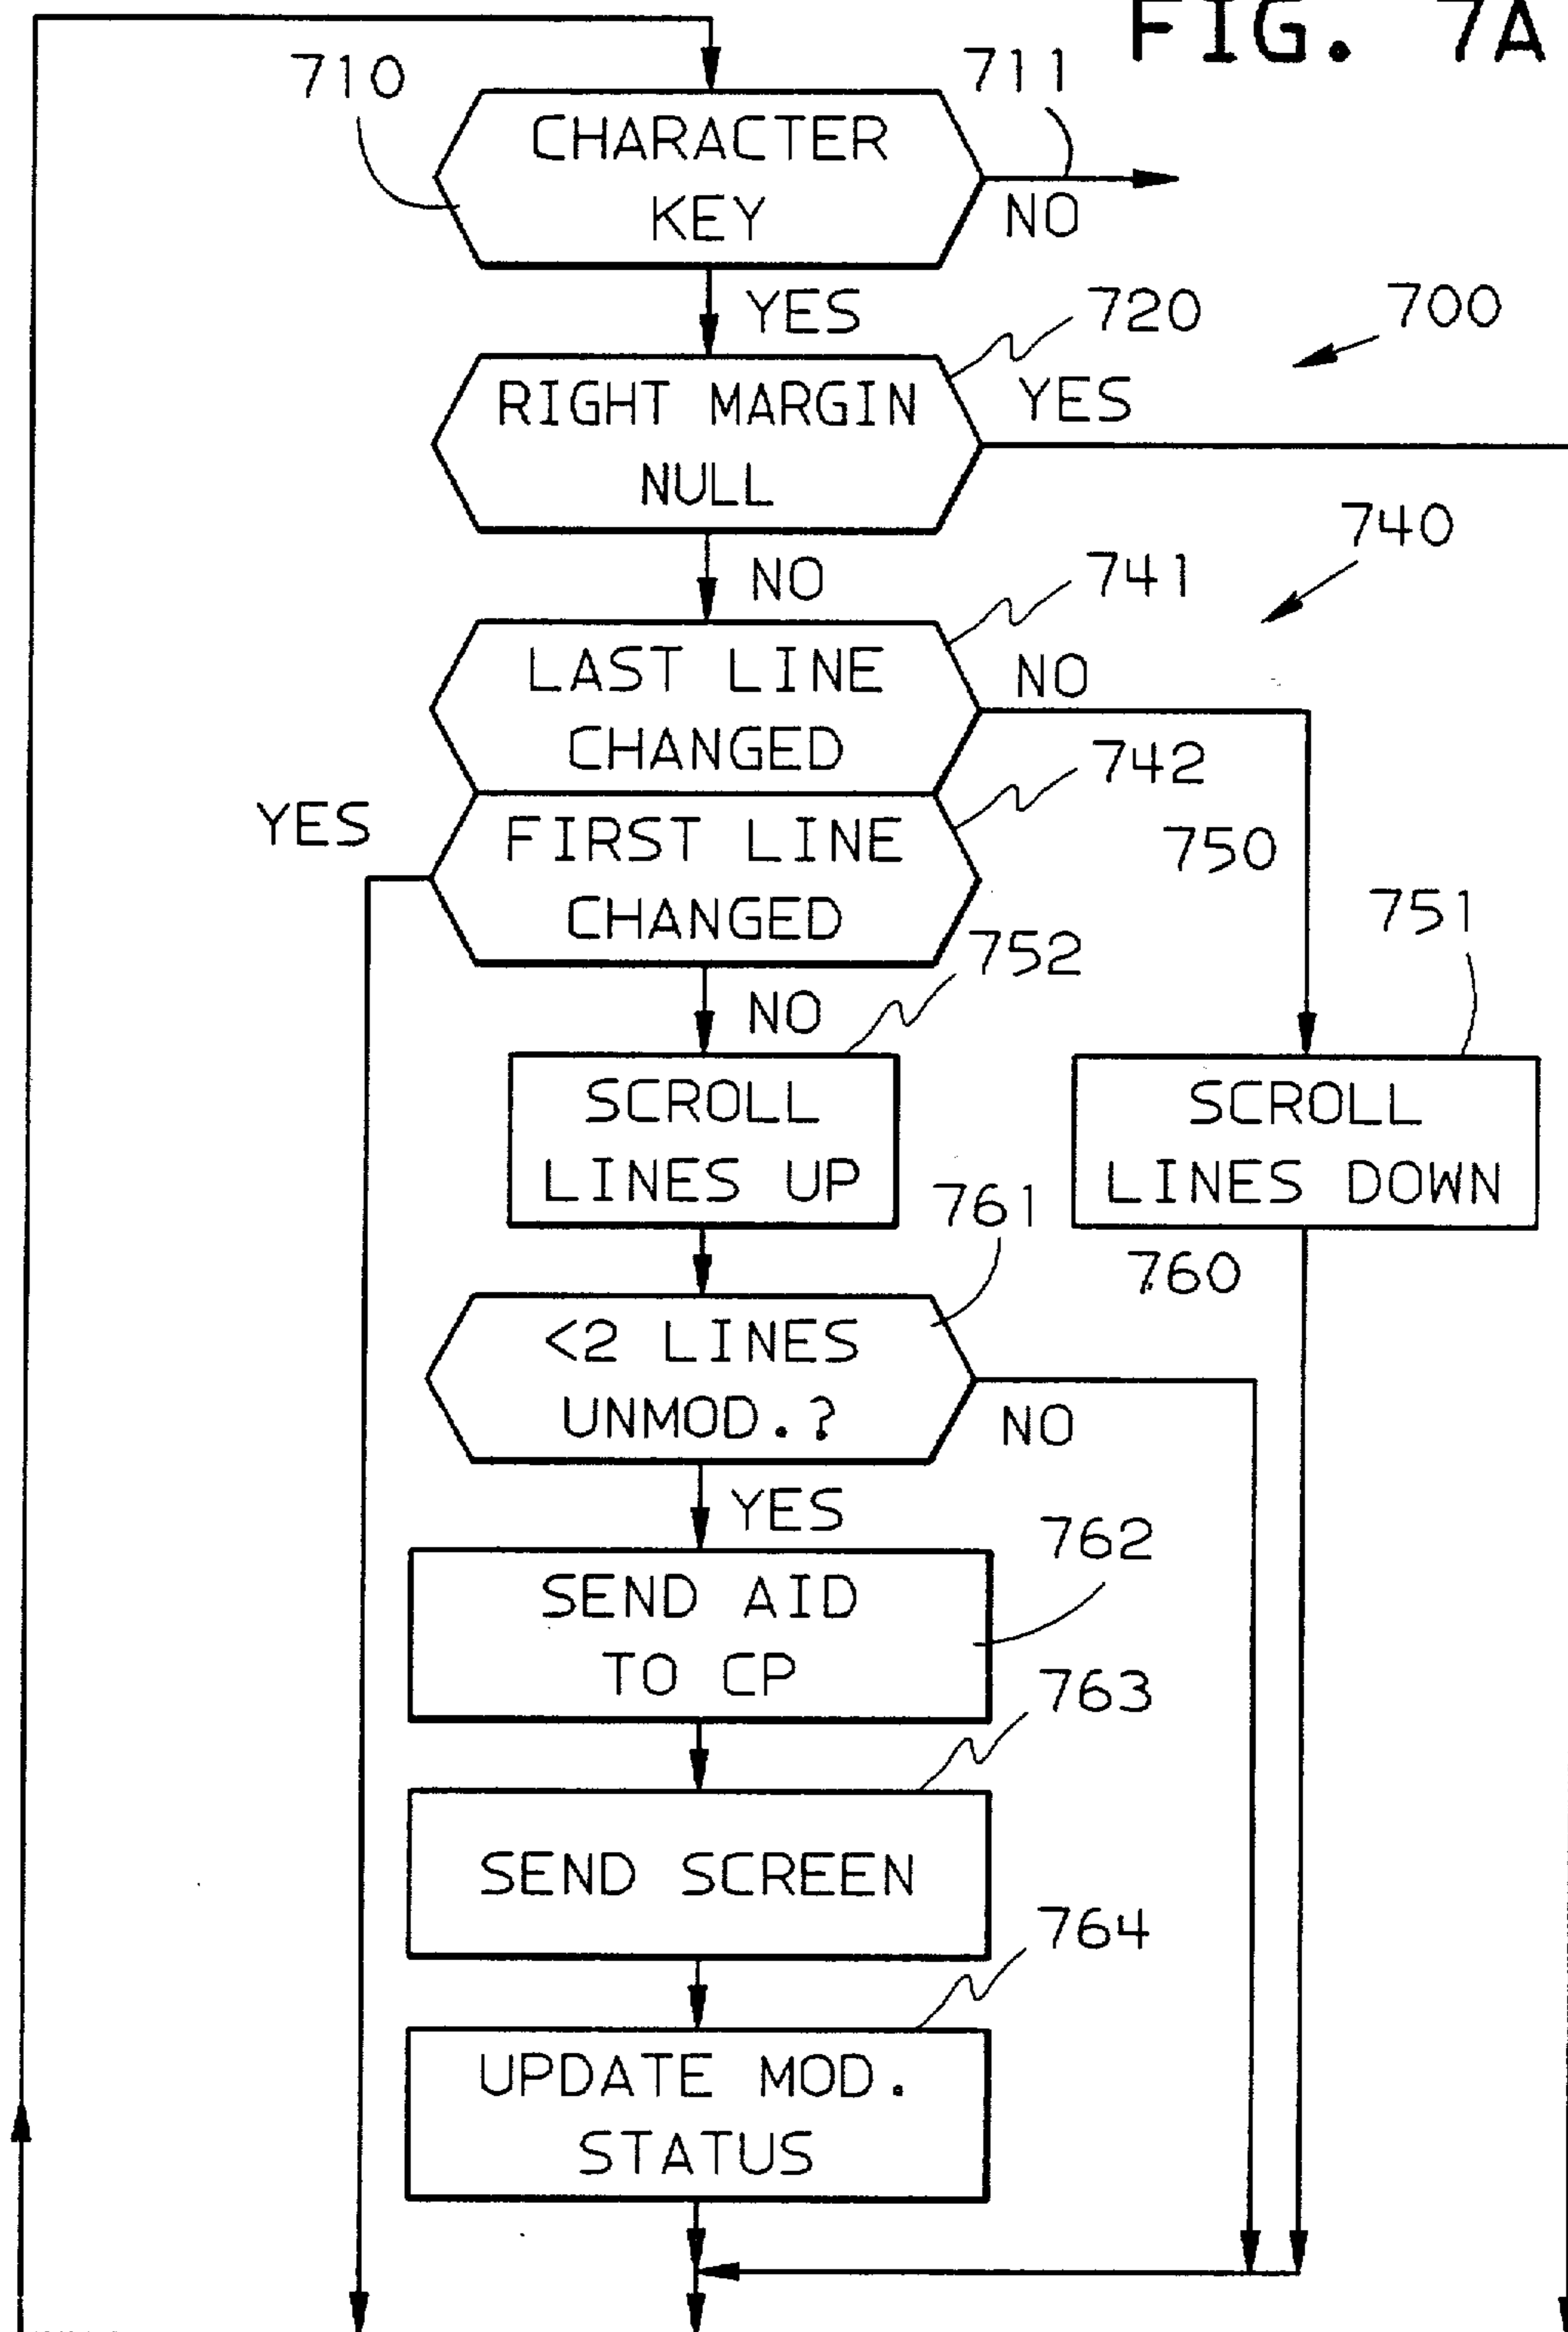 FIG. 7A
710
711
CHARACTER
KEY
NO
YES
720
700
RIGHT MARGIN
NULL
YES
740
NO
741
LAST LINE
CHANGED
NO
742
YES
FIRST LINE
CHANGED
750
751
752
NO
SCROLL
LINES UP
SCROLL
LINES DOWN
761
760
<2 LINES
UNMOD.?
NO
YES
762
SEND AID
TO CP
763
SEND SCREEN
764
UPDATE MOD.
STATUS